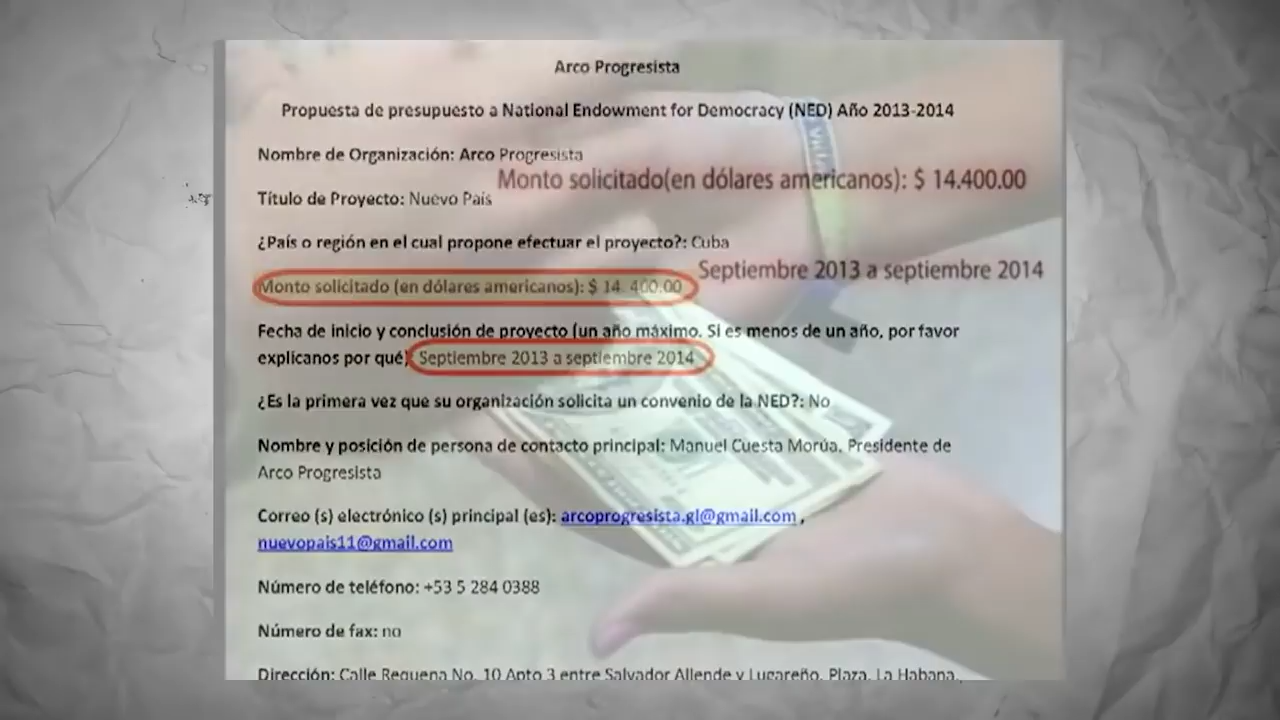 Arco Progresista
Propuesta de presupuesto a National Endowment for Democracy (NED) Año 2013-2014
Nombre de Organización: Arco Progresista
Monto solicitado(en dólares americanos): $ 14.400.00
Título de Proyecto: Nuevo País
¿País o región en el cual propone efectuar el proyecto?: Cuba
Septiembre 2013 a septiembre 2014
Monto solicitado (en dólares americanos): $ 14. 400.00
Fecha de inicio y conclusión de proyecto (un año máximo. Si es menos de un año, por favor
explicanos por qué) Septiembre 2013 a septiembre 2014
¿Es la primera vez que su organización solicita un convenio de la NED?: No
Nombre y posición de persona de contacto principal: Manuel Cuesta Morúa. Presidente de
Arco Progresista
Correo (s) electrónico (s) principal (es): arcoprogresista.gl@gmail.com ,
nuevopais11@gmail.com
Número de teléfono: +53 5 284 0388
Número de fax: no
Dirección: Calle Requena No. 10 Apto 3 entre Salvador Allende y Lugareño. Plaza. La Habana.